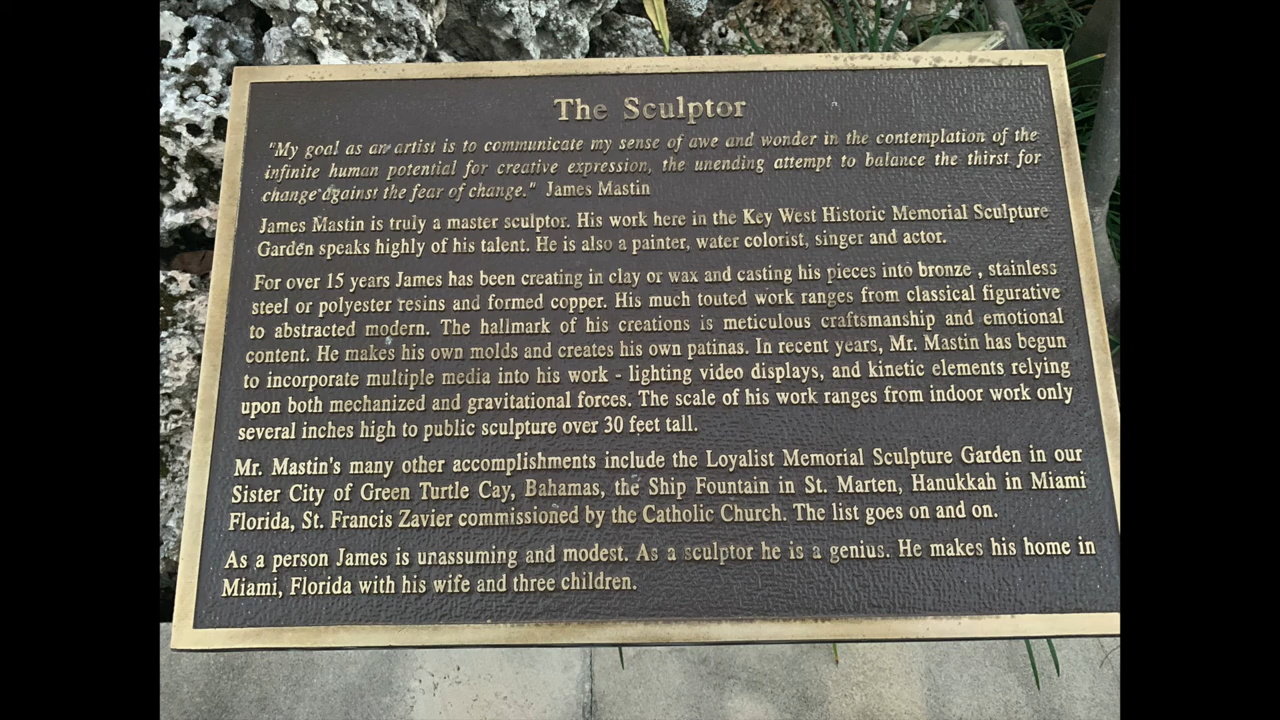 The Sculptor
"My goal as an artist is to communicate my sense of awe and wonder in the contemplation of the
infinite human potential for creative expression, the unending attempt to balance the thirst for
change against the fear of change." James Mastin
James Mastin is truly a master sculptor. His work here in the Key West Historic Memorial Sculpture
Garden speaks highly of his talent. He is also a painter, water colorist, singer and actor.
For over 15 years James has been creating in clay or wax and casting his pieces into bronze , stainless
steel or polyester resins and formed copper. His much touted work ranges from classical figurative
to abstracted modern. The hallmark of his creations is meticulous craftsmanship and emotional
content. He makes his own molds and creates his own patinas. In recent years, Mr. Mastin has begun
to incorporate multiple media into his work - lighting video displays, and kinetic elements relying
upon both mechanized and gravitational forces. The scale of his work ranges from indoor work only
several inches high to public sculpture over 30 feet tall.
Mr. Mastin's many other accomplishments include the Loyalist Memorial Sculpture Garden in our
Sister City of Green Turtle Cay, Bahamas, the Ship Fountain in St. Marten, Hanukkah in Miami
Florida, St. Francis Zavier commissioned by the Catholic Church. The list goes on and on.
As a person James is unassuming and modest. As a sculptor he is a genius. He makes his home in
Miami, Florida with his wife and three children.